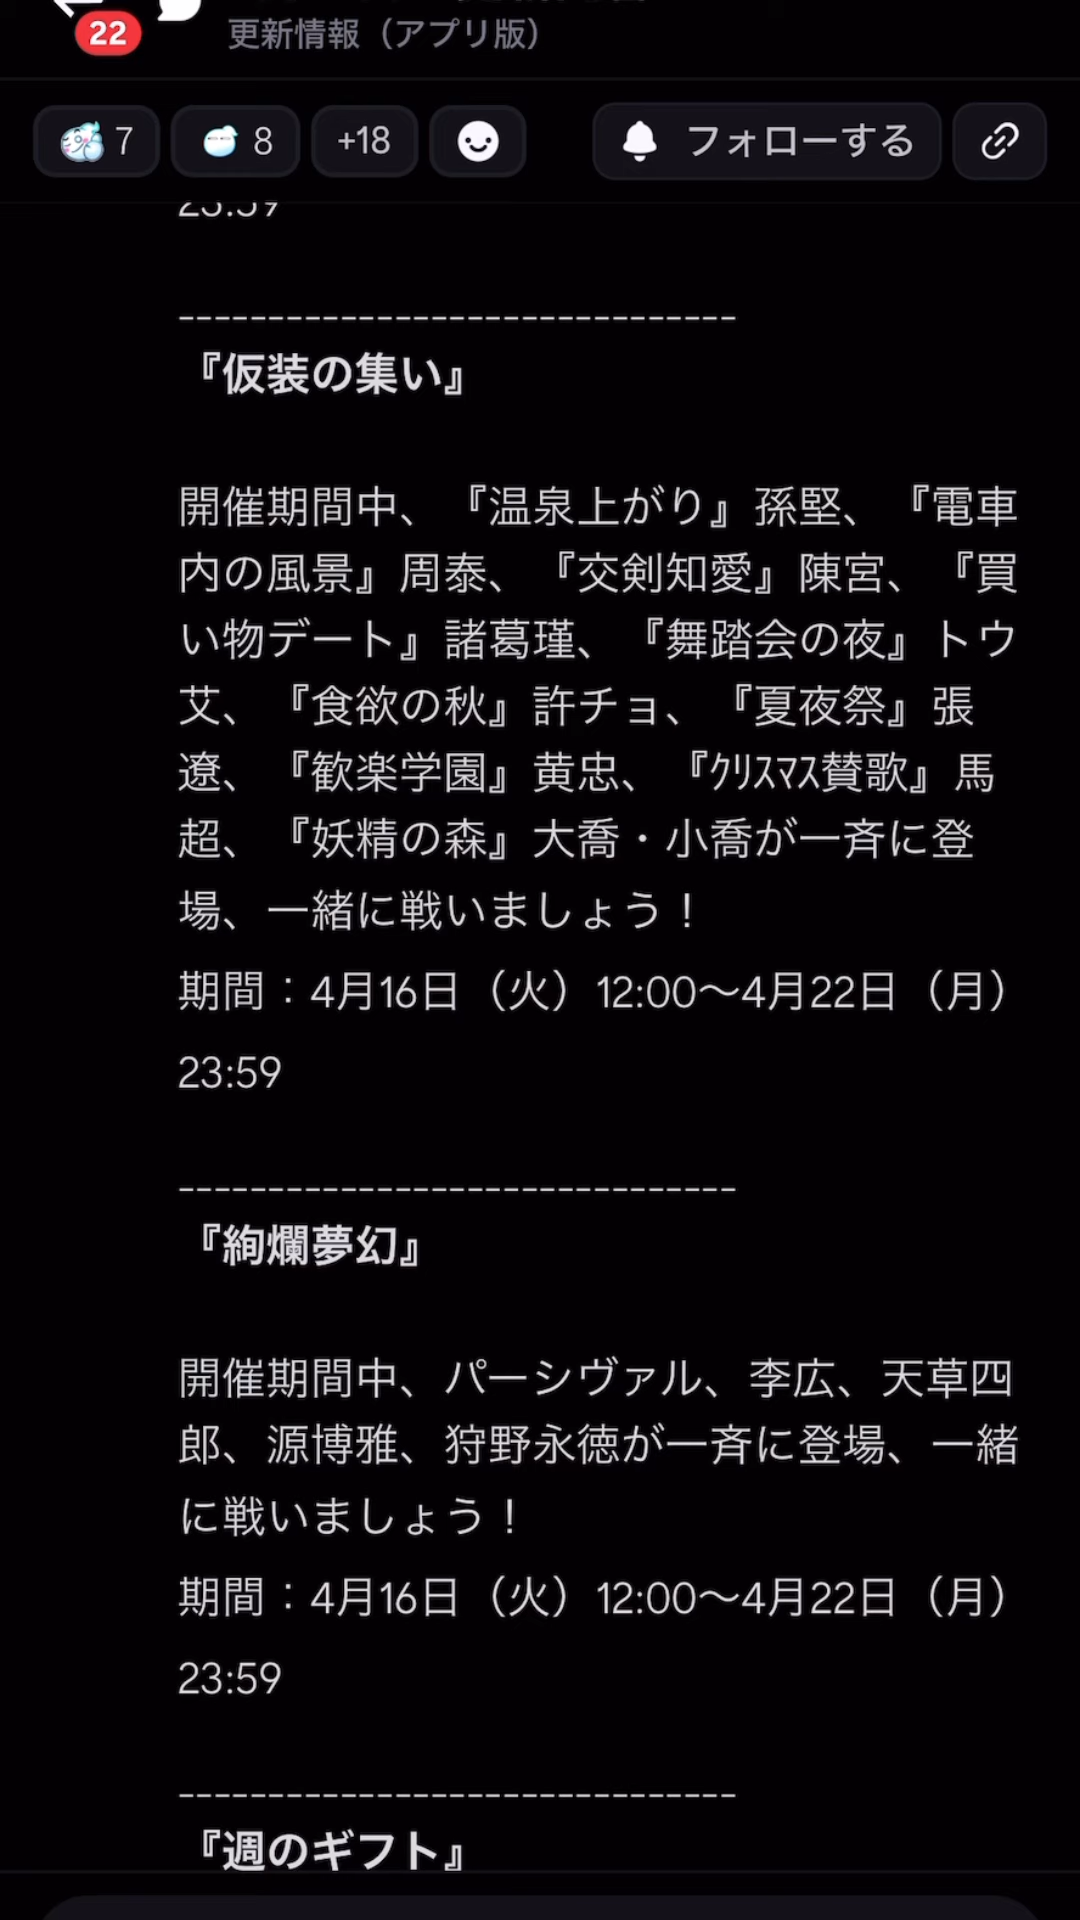 22
更新情報（アプリ版）
7
8
+18
フォローする
23:59
-------------------------------
『仮装の集い』
開催期間中、『温泉上がり』孫堅、『電車
内の風景』周泰、『交剣知愛』陳宮、『買
い物デート』諸葛瑾、『舞踏会の夜』トウ
艾、『食欲の秋』許チョ、『夏夜祭』張
遼、『歓楽学園』黄忠、『ｸﾘｽﾏｽ賛歌』馬
超、『妖精の森』大喬・小喬が一斉に登
場、一緒に戦いましょう！
期間：4月16日（火）12:00〜4月22日（月）
23:59
-------------------------------
『絢爛夢幻』
開催期間中、パーシヴァル、李広、天草四
郎、源博雅、狩野永徳が一斉に登場、一緒
に戦いましょう！
期間：4月16日（火）12:00〜4月22日（月）
23:59
-------------------------------
『週のギフト』